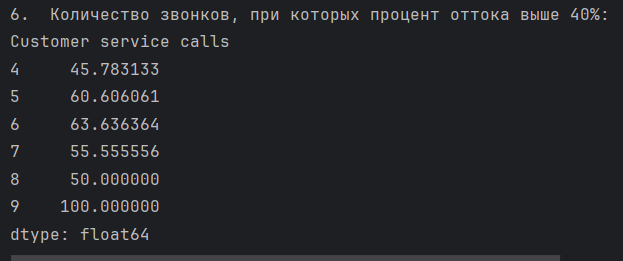 6.  Количество звонков, при которых процент оттока выше 40%:
Customer service calls
4     45.783133
5     60.606061
6     63.636364
7     55.555556
8     50.000000
9    100.000000
dtype: float64